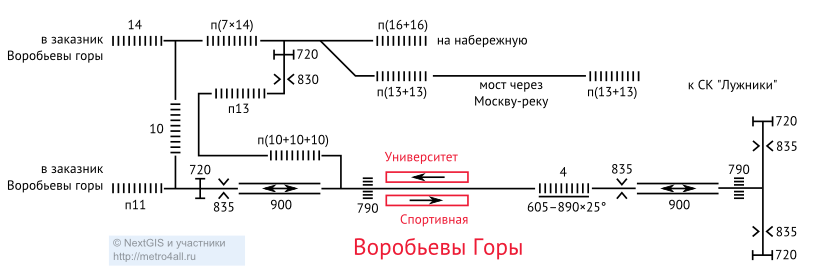 14
п(7×14)
п(16+16)
в заказник
Воробьевы горы
на набережную
720
830
п(13+13)
мост через
Москву-реку
п(13+13)
к СК "Лужники"
п13
10
720
835
п(10+10+10)
в заказник
Воробьевы горы
720
Университет
4
835
790
п11
835
900
790
Спортивная
605–890×25°
900
835
720
Воробьевы Горы
© NextGIS и участники
http://metro4all.ru